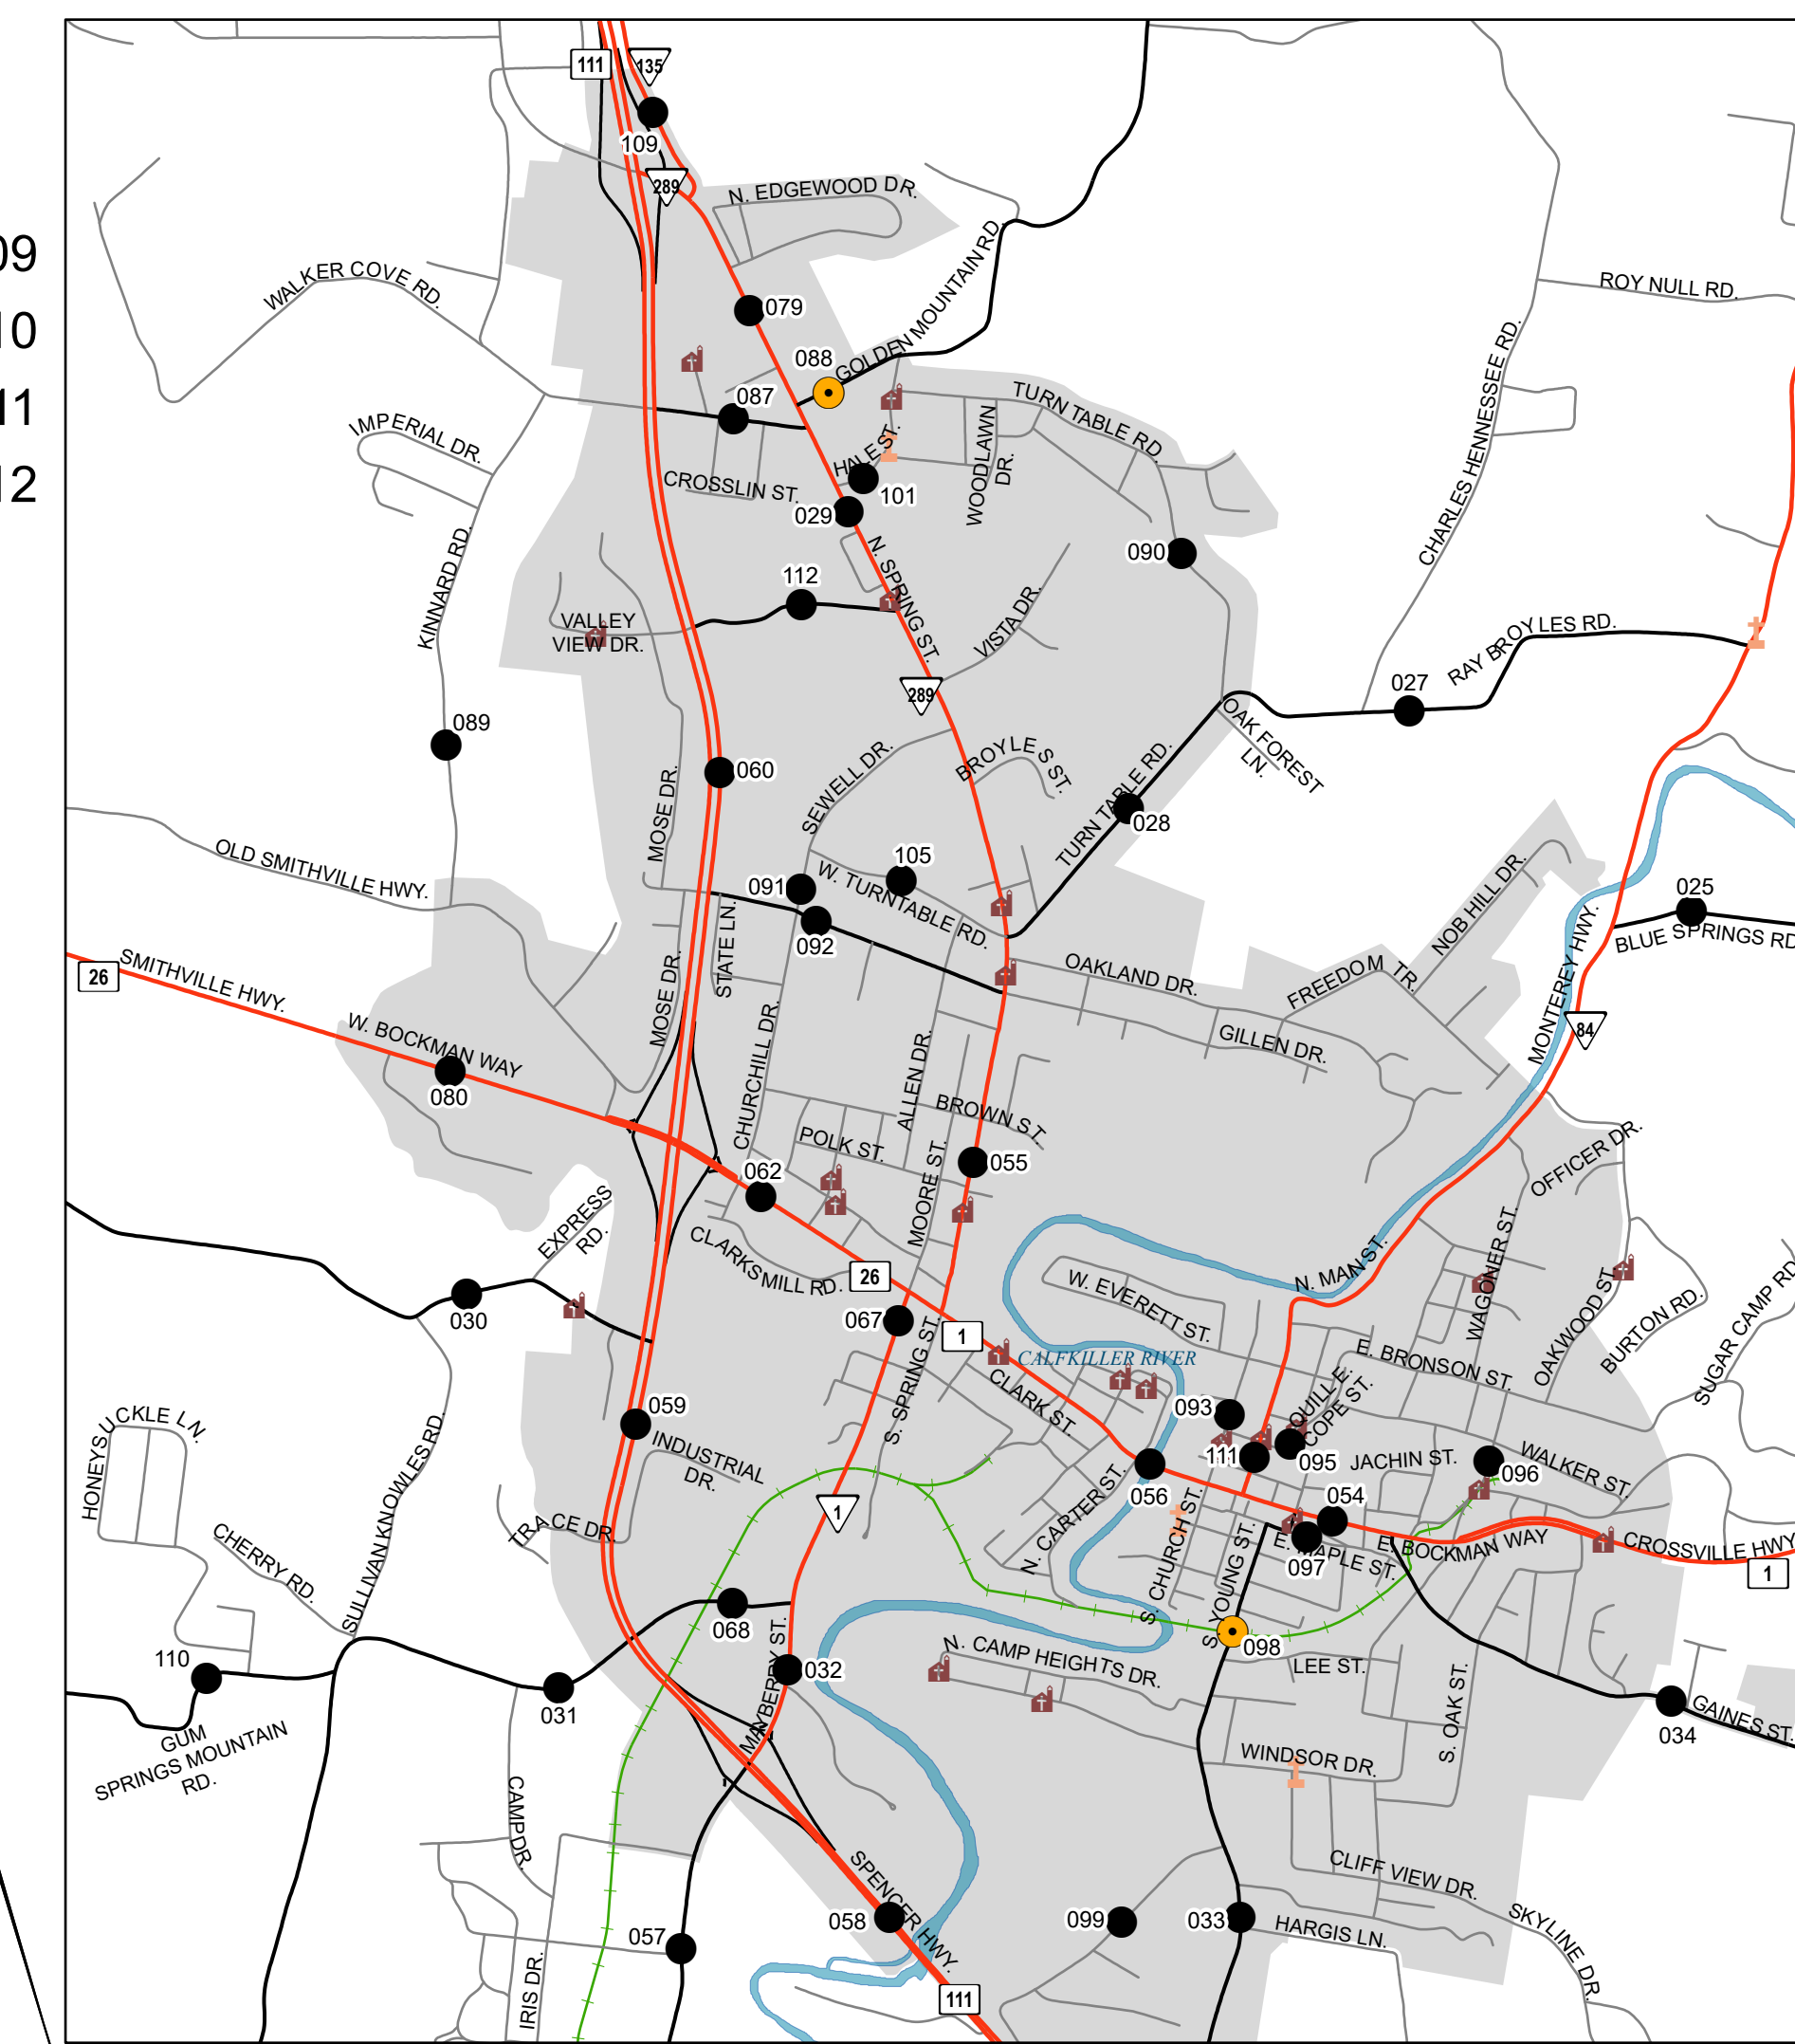 111
135
109
289
N. EDGEWOOD DR.
09
10
11
12
WALKER COVE RD.
GOLDEN MOUNTAIN RD.
ROY NULL RD.
079
088
087
IMPERIAL DR.
TURN TABLE RD.
CHARLES HENNESSEE RD.
HALE ST.
WOODLAWN
DR.
CROSSLIN ST.
101
029
KINNARD RD.
N. SPRING ST.
090
112
VALLEY
VIEW DR.
VISTA DR.
RAY BROYLES RD.
027
289
089
OAK FOREST
LN.
060
MOSE DR.
SEWELL DR.
BROYLES ST.
TURN TABLE RD.
028
OLD SMITHVILLE HWY.
105
091
W. TURNTABLE RD.
092
NOB HILL DR.
025
BLUE SPRINGS RD
SMITHVILLE HWY.
26
STATE LN.
MOSE DR.
OAKLAND DR.
FREEDOM TR.
MONTEREY HWY.
84
W. BOCKMAN WAY
080
GILLEN DR.
CHURCHILL DR.
ALLEN DR.
BROWN ST.
POLK ST.
MOORE ST.
055
062
OFFICER DR.
EXPRESS
RD.
CLARKSMILL RD.
26
W. EVERETT ST.
N. MAIN ST.
WAGONER ST.
OAKWOOD ST.
BURTON RD.
SUGAR CAMP RD
030
067
1
S. SPRING ST.
CALFKILLER RIVER
CLARK ST.
E. BRONSON ST.
QUILL E.
COPE ST.
093
111
095
JACHIN ST.
096
WALKER ST.
HONEYSUCKLE LN.
059
INDUSTRIAL
DR.
SULLIVAN KNOWLES RD.
CHERRY RD.
TRACE DR.
1
056
054
N. CARTER ST.
S. CHURCH ST.
S. YOUNG ST.
E. MAPLE ST.
097
E. BOCKMAN WAY
CROSSVILLE HWY
1
068
098
110
031
032
MAYBERRY ST.
N. CAMP HEIGHTS DR.
LEE ST.
S. OAK ST.
034
GAINES ST.
GUM
SPRINGS MOUNTAIN
RD.
WINDSOR DR.
CAMP DR.
SPENCER HWY.
CLIFF VIEW DR.
058
099
033
HARGIS LN.
SKYLINE DR.
057
IRIS DR.
111